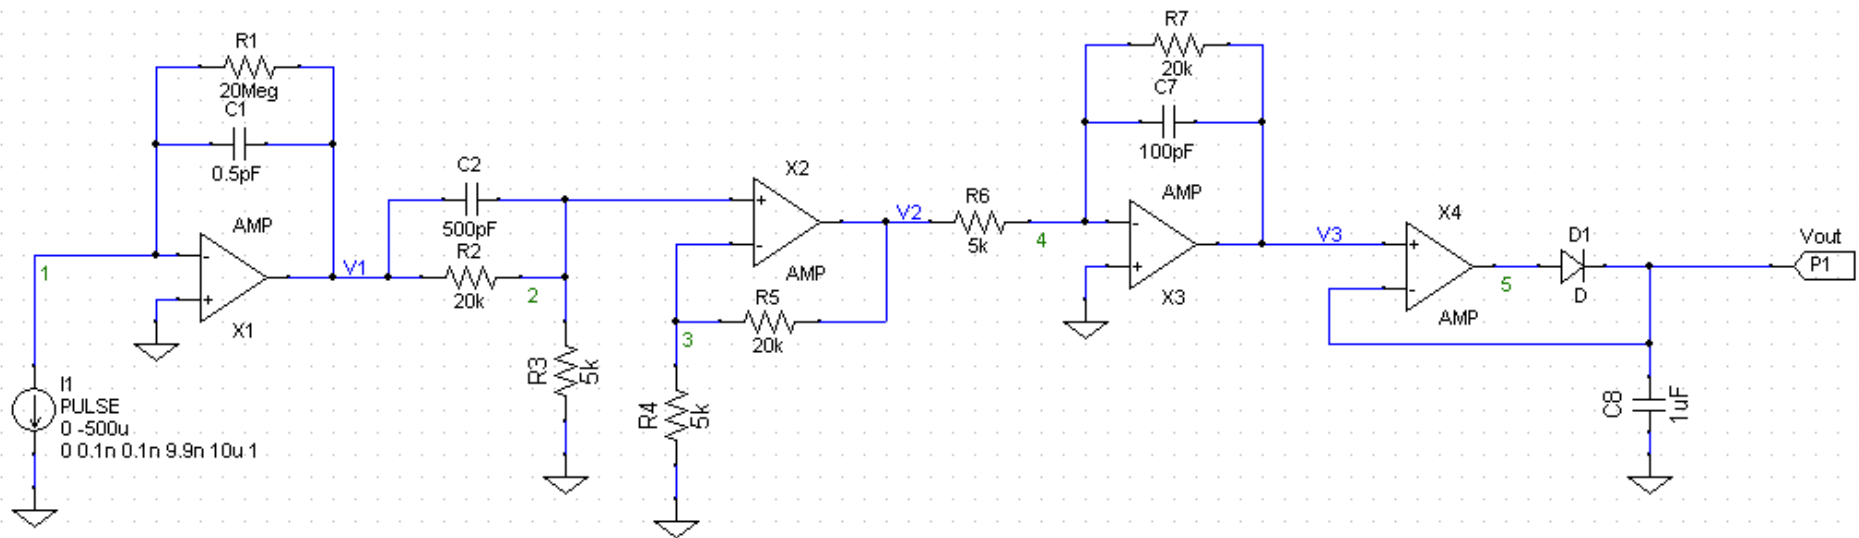 R1
20Meg
C1
0.5pF
AMP
-
+
X1
1
I1
PULSE
0 -500u
0 0.1n 0.1n 9.9n 10u 1
V1
C2
500pF
R2
20k
2
R3
5k
X2
+
-
AMP
R5
20k
3
R4
5k
V2
R6
5k
4
R7
20k
C7
100pF
AMP
-
+
X3
V3
X4
+
-
AMP
5
D1
D
Vout
P1
C8
1uF